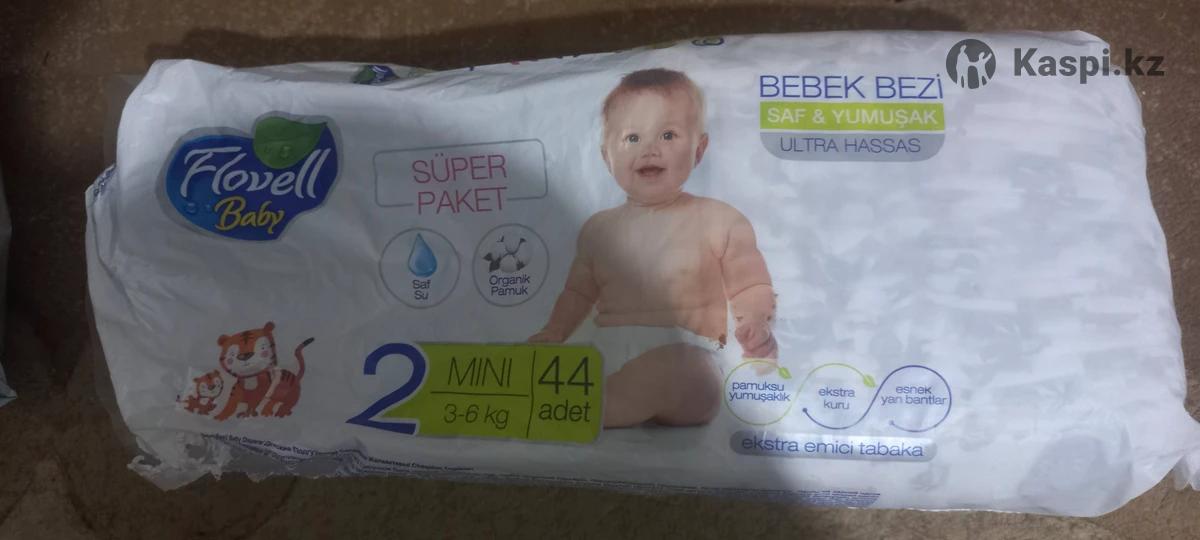 Kaspi.kz
Flovell
Baby
SÜPER
PAKET
Saf
Su
Organik
Pamuk
BEBEK BEZİ
SAF & YUMUŞAK
ULTRA HASSAS
2
MINI
3-6 kg
44
adet
pamuksu
yumuşaklık
ekstra
kuru
esnek
yan bantlar
ekstra emici tabaka